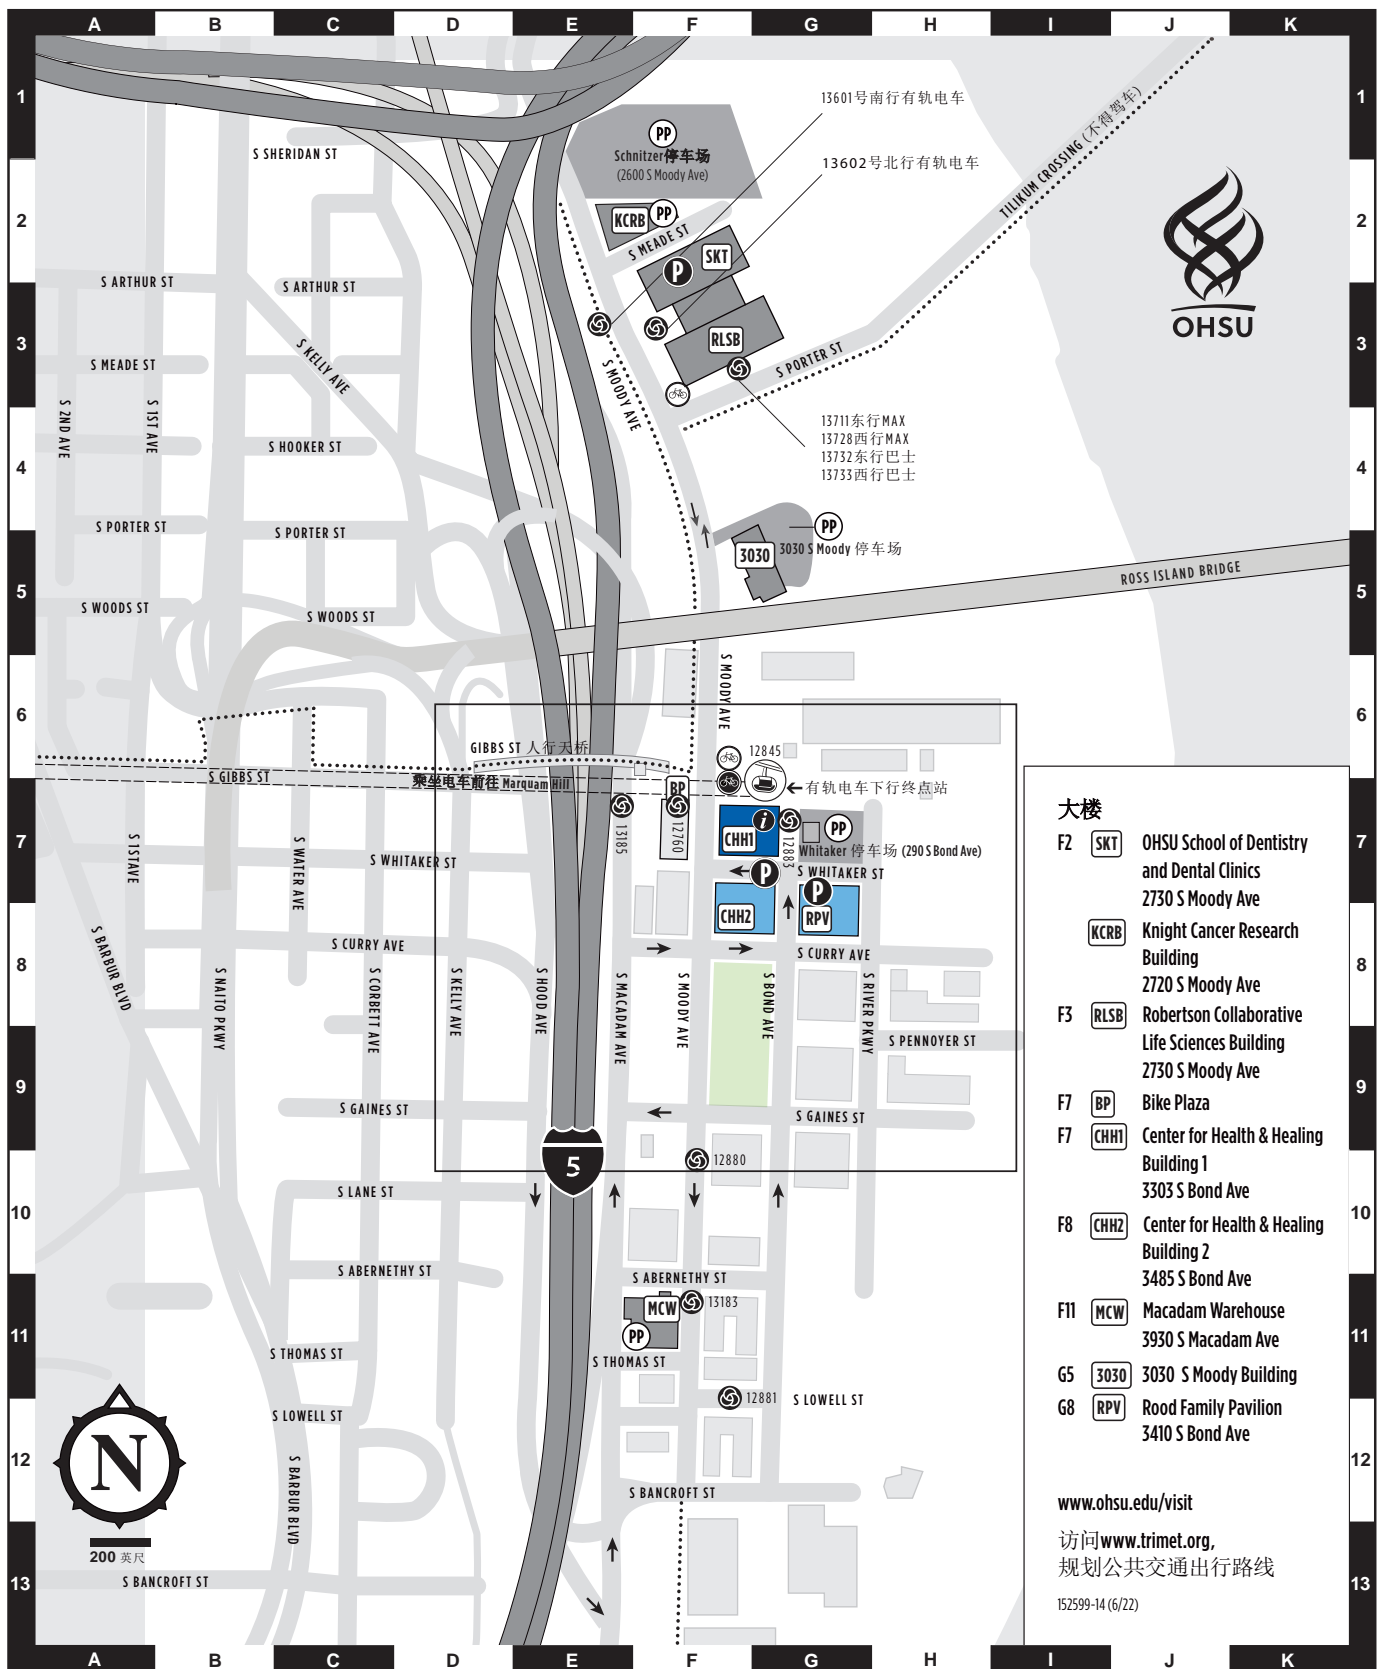 A B C D E F G H I J K
1
13601号南行有轨电车
S SHERIDAN ST
PP
Schnitzer停车场
(2600 S Moody Ave)
13602号北行有轨电车
TILIKUM CROSSING (不得驾车)
2
KCRB
PP
S MEADE ST
SKT
P
OHSU
S ARTHUR ST
S ARTHUR ST
3
S MEADE ST
S KELLY AVE
S MOODY AVE
RLSB
S PORTER ST
S 2ND AVE
S 1ST AVE
S HOOKER ST
4
13711东行MAX
13728西行MAX
13732东行巴士
13733西行巴士
S PORTER ST
S PORTER ST
PP
3030
3030 S Moody 停车场
5
ROSS ISLAND BRIDGE
S WOODS ST
S WOODS ST
S MOODY AVE
6
GIBBS ST 人行天桥
12845
S GIBBS ST
乘坐电车前往 Marquam Hill
BP
有轨电车下行终点站
7
S 1STAVE
S WATER AVE
S WHITAKER ST
13185
12760
CHH1
i
12883
PP
Whitaker 停车场 (290 S Bond Ave)
P
S WHITAKER ST
P
CHH2
RPV
8
S BARBUR BLVD
S CURRY AVE
S CURRY AVE
S NAITO PKWY
S CORBETT AVE
S KELLY AVE
S HOOD AVE
S MACADAM AVE
S MOODY AVE
S BOND AVE
S RIVER PKWY
S PENNOYER ST
9
S GAINES ST
S GAINES ST
5
12880
10
S LANE ST
S ABERNETHY ST
S ABERNETHY ST
11
MCW
13183
PP
S THOMAS ST
S THOMAS ST
12881
S LOWELL ST
S LOWELL ST
N
12
S BARBUR BLVD
S BANCROFT ST
200 英尺
13
S BANCROFT ST
大楼
F2 SKT OHSU School of Dentistry
and Dental Clinics
2730 S Moody Ave
KCRB Knight Cancer Research
Building
2720 S Moody Ave
F3 RLSB Robertson Collaborative
Life Sciences Building
2730 S Moody Ave
F7 BP Bike Plaza
F7 CHH1 Center for Health & Healing
Building 1
3303 S Bond Ave
F8 CHH2 Center for Health & Healing
Building 2
3485 S Bond Ave
F11 MCW Macadam Warehouse
3930 S Macadam Ave
G5 3030 3030 S Moody Building
G8 RPV Rood Family Pavilion
3410 S Bond Ave
www.ohsu.edu/visit
访问www.trimet.org,
规划公共交通出行路线
152599-14 (6/22)
1
2
3
4
5
6
7
8
9
10
11
12
13
A B C D E F G H I J K